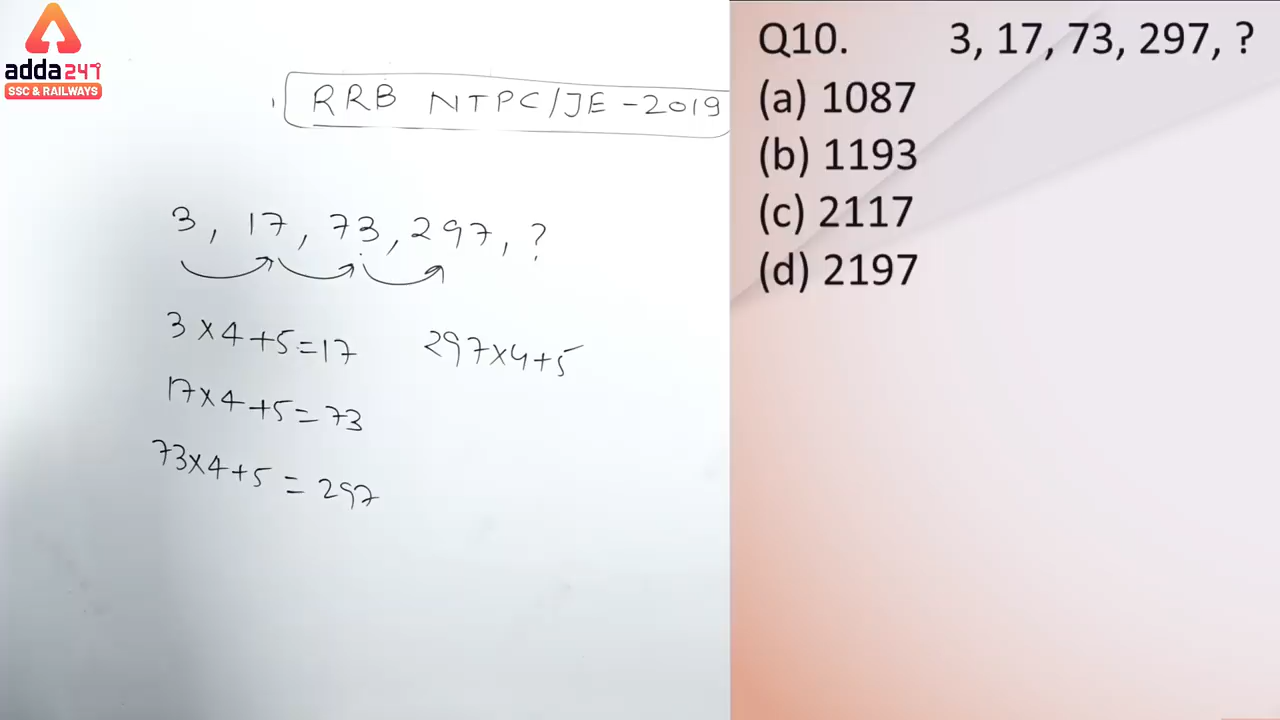 adda247
SSC & RAILWAYS
RRB NTPC/JE-2019
3, 17, 73, 297, ?
3×4+5=17
297×4+5
17×4+5=73
73×4+5=297
Q10. 3, 17, 73, 297, ?
(a) 1087
(b) 1193
(c) 2117
(d) 2197